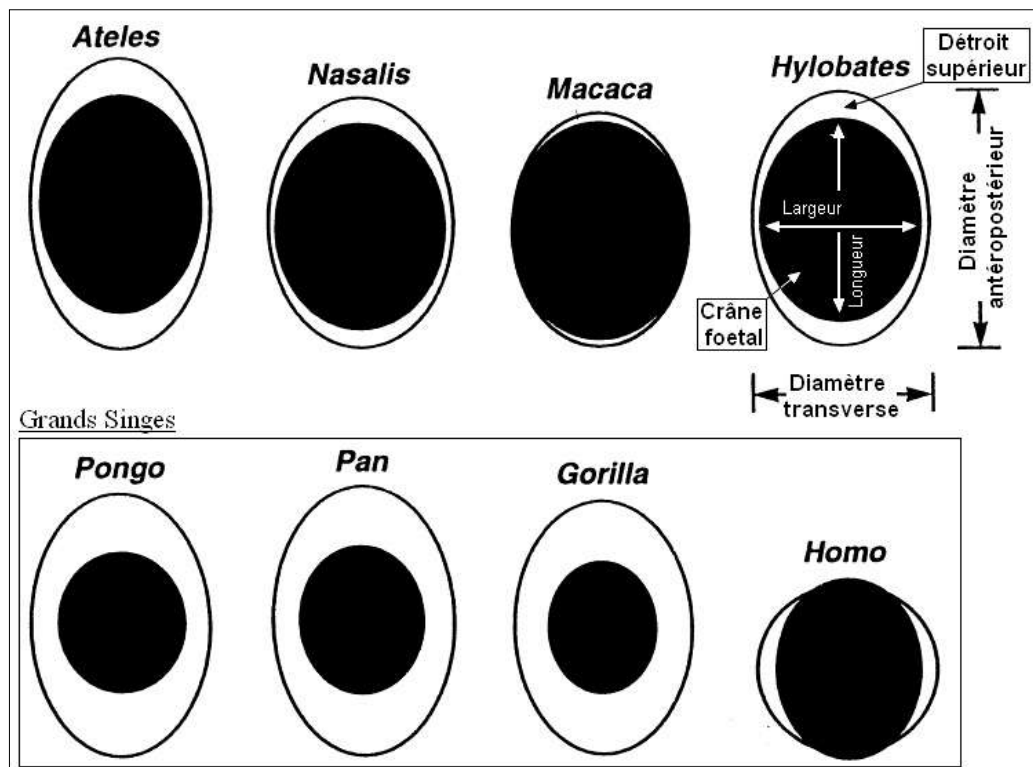 Ateles
Nasalis
Macaca
Hylobates
Détroit
supérieur
Diamètre
antéropostérieur
Largeur
Longueur
Crâne
foetal
Diamètre
transverse
Grands Singes
Pongo
Pan
Gorilla
Homo